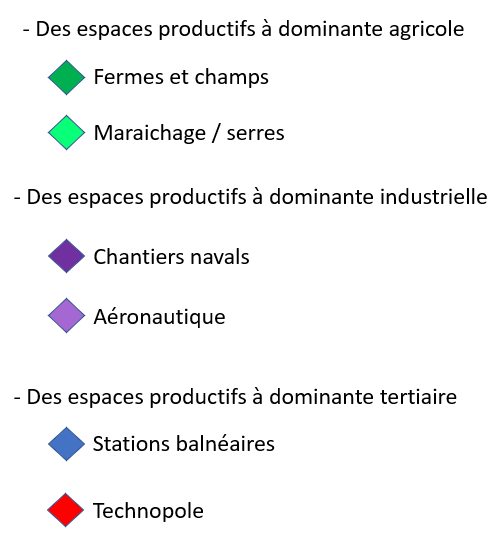 - Des espaces productifs à dominante agricole
Fermes et champs
Maraichage / serres
- Des espaces productifs à dominante industrielle
Chantiers navals
Aéronautique
- Des espaces productifs à dominante tertiaire
Stations balnéaires
Technopole